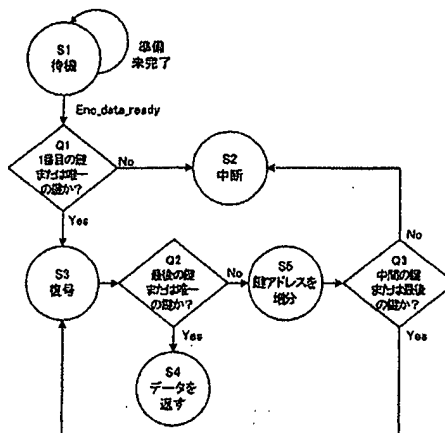 S1
待機
準備
未完了
Enc_data_ready
Q1
1番目の鍵
または唯一
の鍵か？
No
S2
中断
Yes
No
S3
復号
Q2
最後の鍵
または唯一
の鍵か？
No
S5
鍵アドレスを
増分
Q3
中間の鍵
または最後
の鍵か？
Yes
Yes
S4
データを
返す